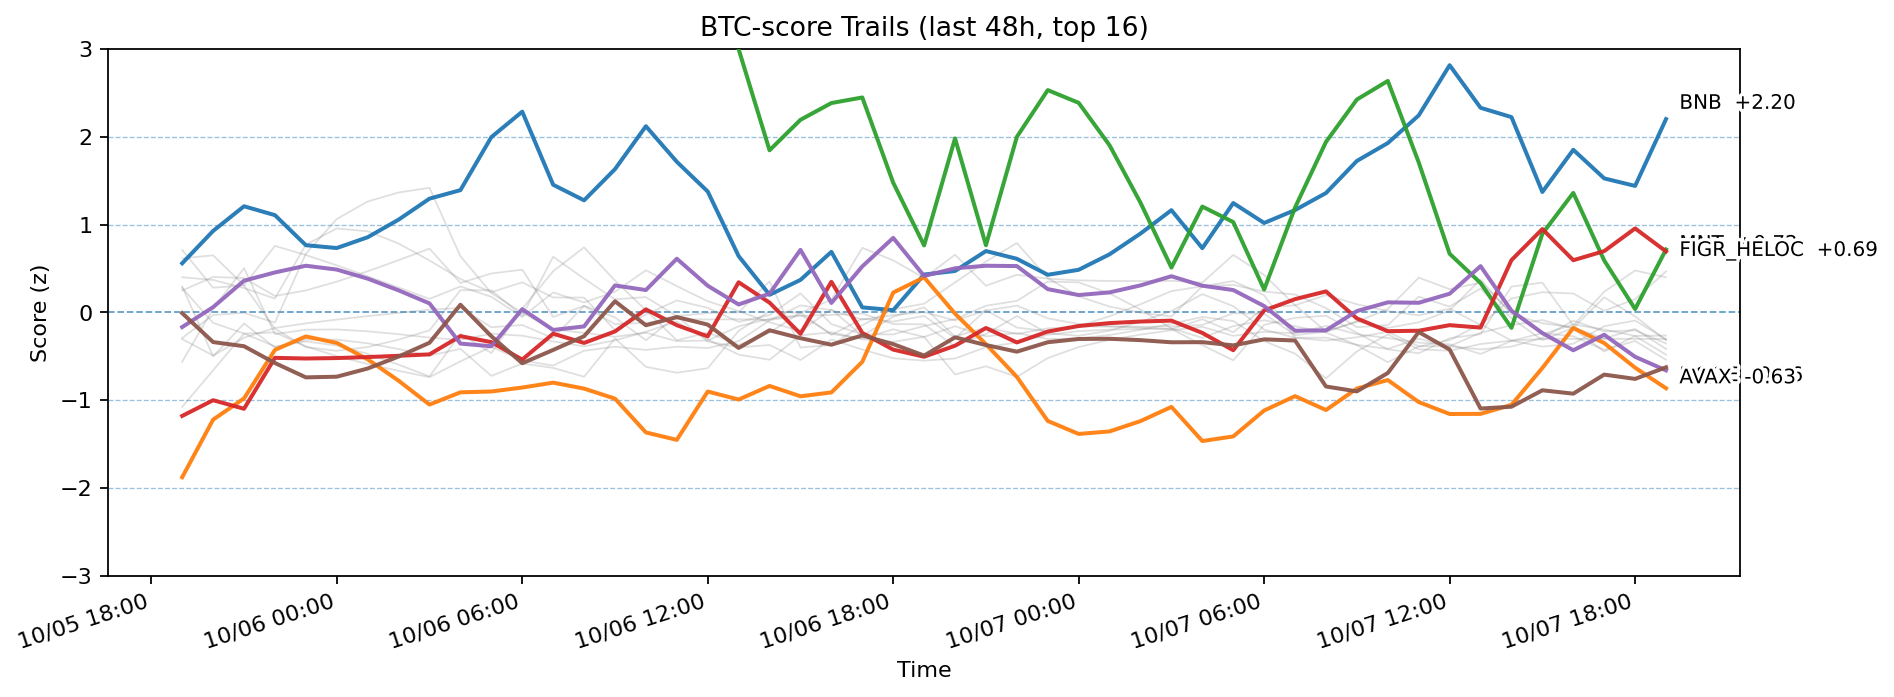 BTC-score Trails (last 48h, top 16)
3
2
1
0
−1
−2
−3
Score (z)
BNB +2.20
FIGR_HELOC +0.69
AVAX -0.63
10/05 18:00
10/06 00:00
10/06 06:00
10/06 12:00
10/06 18:00
10/07 00:00
10/07 06:00
10/07 12:00
10/07 18:00
Time